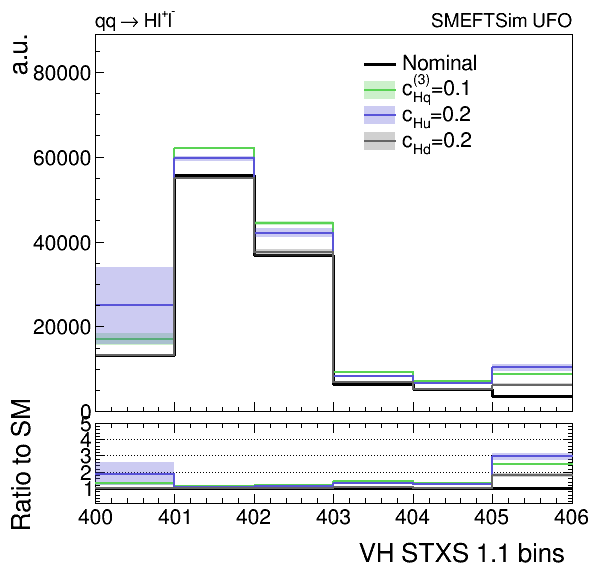 qq → Hl⁺l⁻ SMEFTSim UFO
a.u.
80000
60000
40000
20000
0
Nominal
c_Hq^(3)=0.1
c_Hu=0.2
c_Hd=0.2
Ratio to SM
5
4
3
2
1
400 401 402 403 404 405 406
VH STXS 1.1 bins